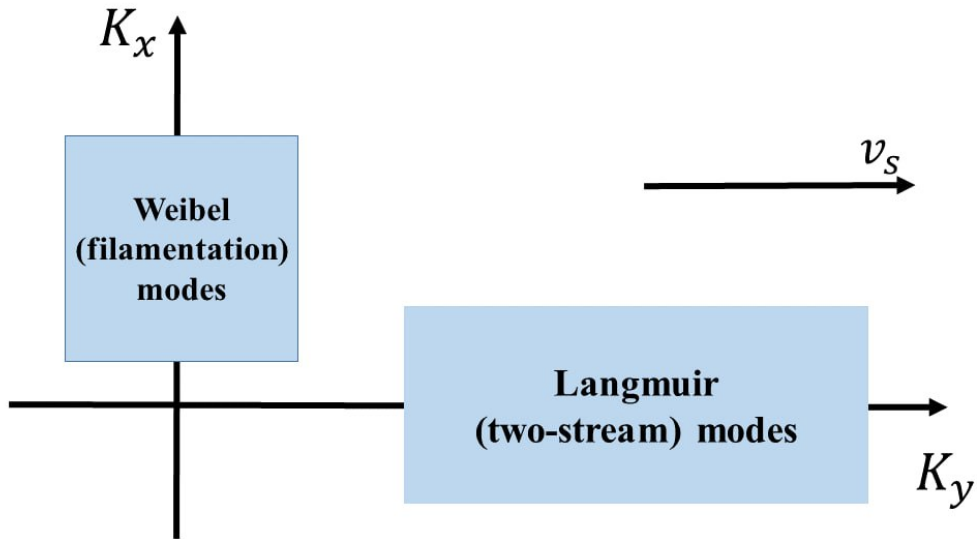 K_x
v_s
Weibel
(filamentation)
modes
Langmuir
(two-stream) modes
K_y